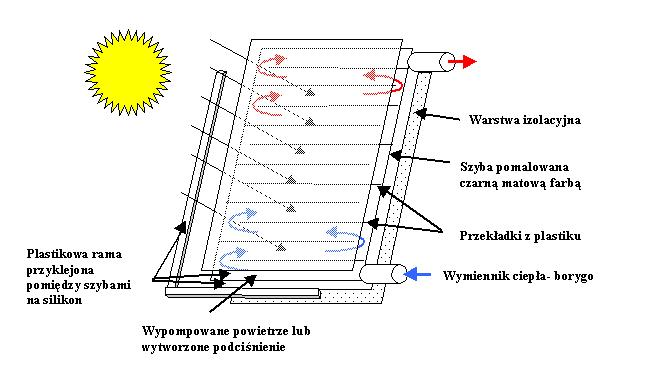 Warstwa izolacyjna
Szyba pomalowana
czarną matową farbą
Przekładki z plastiku
Wymiennik ciepła- borygo
Plastikowa rama
przyklejona
pomiędzy szybami
na silikon
Wypompowane powietrze lub
wytworzone podciśnienie